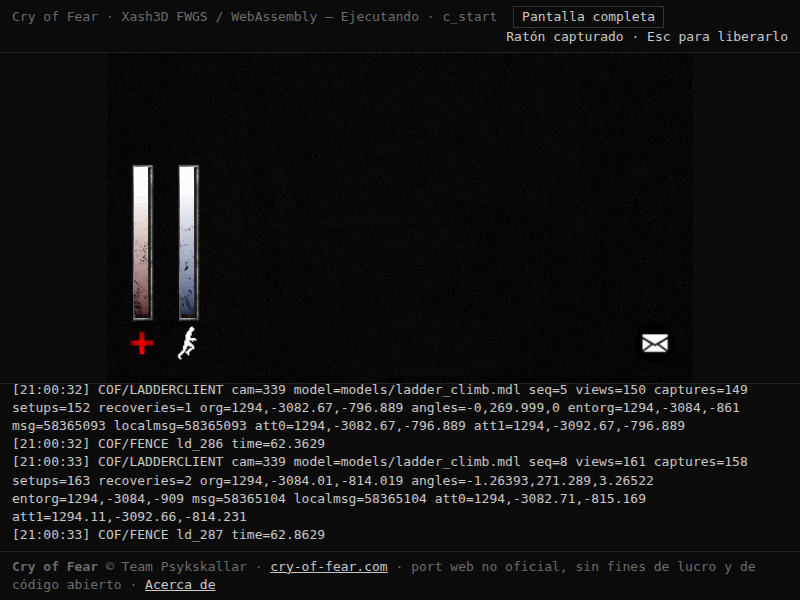 Cry of Fear · Xash3D FWGS / WebAssembly — Ejecutando · c_start Pantalla completa
Ratón capturado · Esc para liberarlo
[21:00:32] COF/LADDERCLIENT cam=339 model=models/ladder_climb.mdl seq=5 views=150 captures=149
setups=152 recoveries=1 org=1294,-3082.67,-796.889 angles=-0,269.999,0 entorg=1294,-3084,-861
msg=58365093 localmsg=58365093 att0=1294,-3082.67,-796.889 att1=1294,-3092.67,-796.889
[21:00:32] COF/FENCE ld_286 time=62.3629
[21:00:33] COF/LADDERCLIENT cam=339 model=models/ladder_climb.mdl seq=8 views=161 captures=158
setups=163 recoveries=2 org=1294,-3084.01,-814.019 angles=-1.26393,271.289,3.26522
entorg=1294,-3084,-909 msg=58365104 localmsg=58365104 att0=1294,-3082.71,-815.169
att1=1294.11,-3092.66,-814.231
[21:00:33] COF/FENCE ld_287 time=62.8629
Cry of Fear © Team Psykskallar · cry-of-fear.com · port web no oficial, sin fines de lucro y de
código abierto · Acerca de